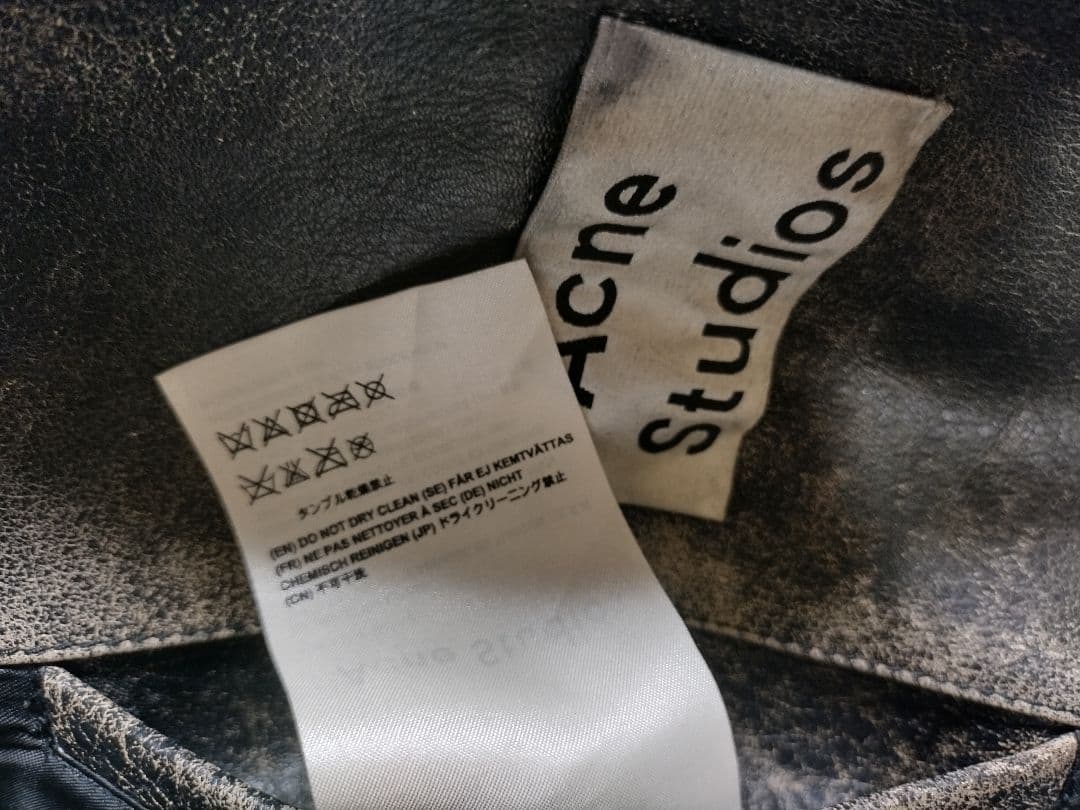 Acne
Studios
タンブル乾燥禁止
(EN) DO NOT DRY CLEAN (SE) FÅR EJ KEMTVÄTTAS
(FR) NE PAS NETTOYER À SEC (DE) NICHT
CHEMISCH REINIGEN (JP) ドライクリーニング禁止
(CN) 不可干洗